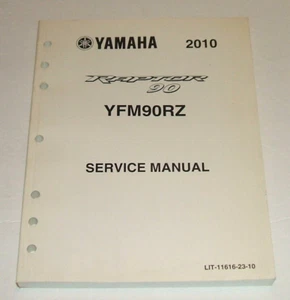 YAMAHA 2010
RAPTOR
90
YFM90RZ
SERVICE MANUAL
LIT-11616-23-10